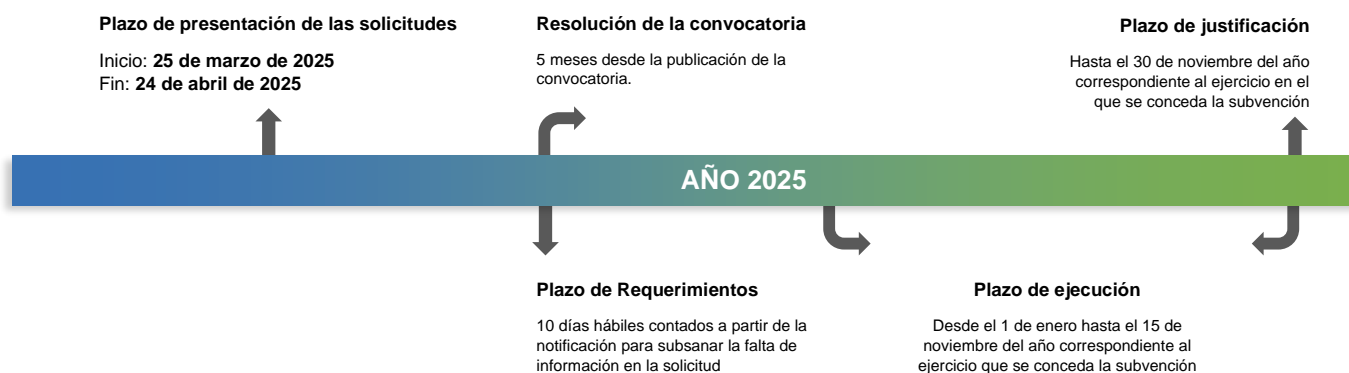 Plazo de presentación de las solicitudes
Inicio: 25 de marzo de 2025
Fin: 24 de abril de 2025
Resolución de la convocatoria
5 meses desde la publicación de la
convocatoria.
Plazo de justificación
Hasta el 30 de noviembre del año
correspondiente al ejercicio en el
que se conceda la subvención
AÑO 2025
Plazo de Requerimientos
10 días hábiles contados a partir de la
notificación para subsanar la falta de
información en la solicitud
Plazo de ejecución
Desde el 1 de enero hasta el 15 de
noviembre del año correspondiente al
ejercicio que se conceda la subvención